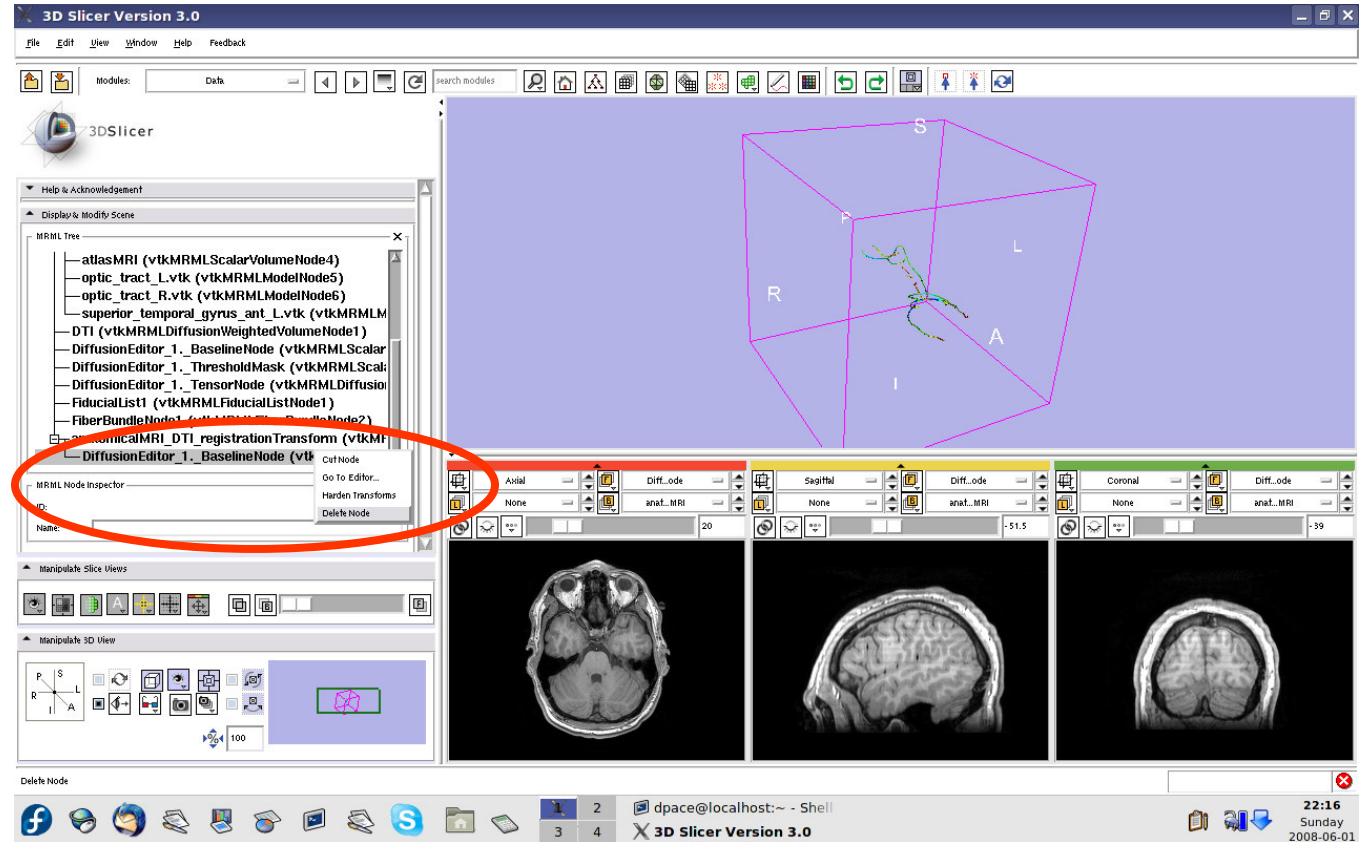 3D Slicer Version 3.0
File Edit View Window Help Feedback
Modules: Data search modules
3DSlicer
Help & Acknowledgement
Display & Modify Scene
MRML Tree
atlasMRI (vtkMRMLScalarVolumeNode4)
optic_tract_L.vtk (vtkMRMLModelNode5)
optic_tract_R.vtk (vtkMRMLModelNode6)
superior_temporal_gyrus_ant_L.vtk (vtkMRMLM
DTI (vtkMRMLDiffusionWeightedVolumeNode1)
DiffusionEditor_1._BaselineNode (vtkMRMLScalar
DiffusionEditor_1._ThresholdMask (vtkMRMLScal
DiffusionEditor_1._TensorNode (vtkMRMLDiffusio
FiducialList1 (vtkMRMLFiducialListNode1)
FiberBundleNode1
anatomicalMRI_DTI_registrationTransform (vtkMR
DiffusionEditor_1._BaselineNode (vtk
Cut Node
Go To Editor...
Harden Transforms
Delete Node
MRML Node Inspector
ID:
Name:
Manipulate Slice Views
A
F
B
F
Manipulate 3D View
P S
R L
I A
% 100
S
P
L
R
A
I
Axial F Diff...ode
L None B anat...MRI
20
Sagittal F Diff...ode
L None B anat...MRI
-51.5
Coronal F Diff...ode
L None B anat...MRI
-39
Delete Node
1 2
3 4
dpace@localhost:~ - Shell
3D Slicer Version 3.0
22:16
Sunday
2008-06-01